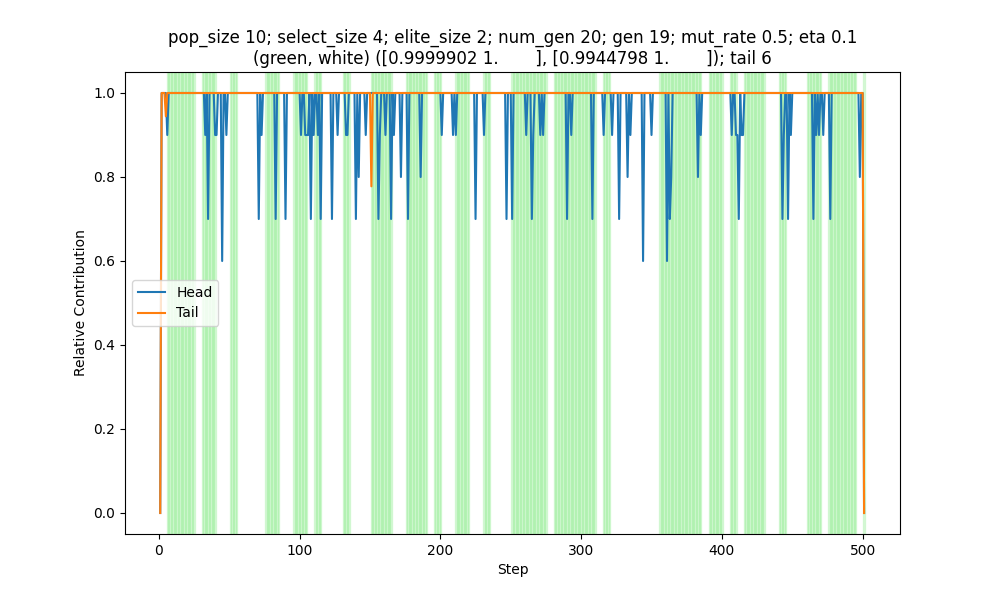 pop_size 10; select_size 4; elite_size 2; num_gen 20; gen 19; mut_rate 0.5; eta 0.1
(green, white) ([0.9999902 1.        ], [0.9944798 1.        ]); tail 6
1.0
0.8
0.6
0.4
0.2
0.0
Relative Contribution
Head
Tail
0
100
200
300
400
500
Step